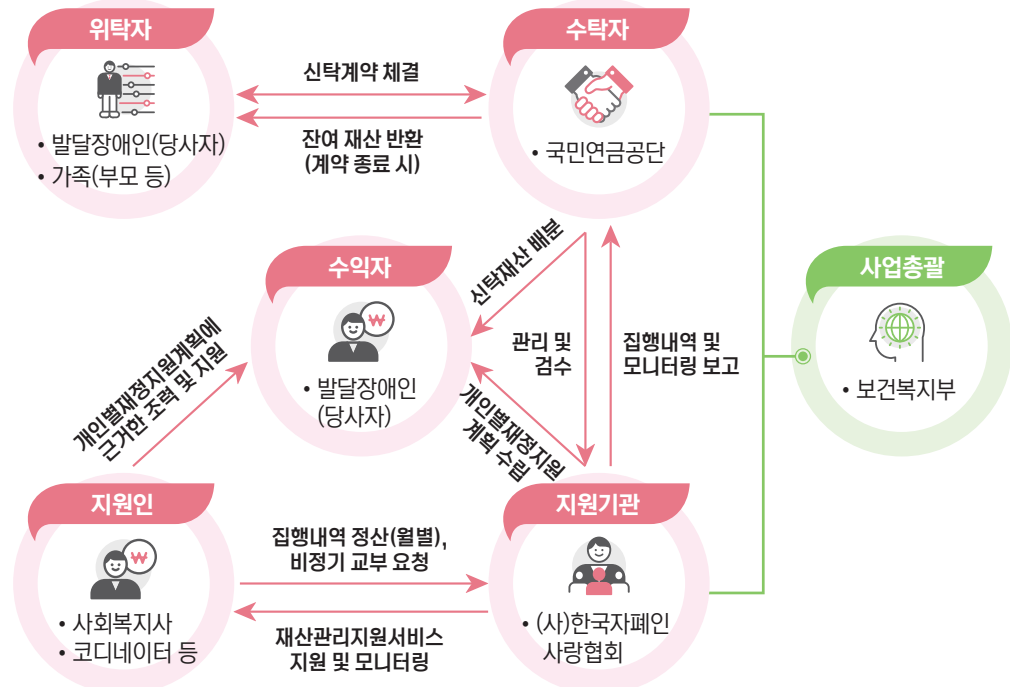 위탁자
• 발달장애인(당사자)
• 가족(부모 등)
신탁계약 체결
잔여 재산 반환
(계약 종료 시)
수탁자
• 국민연금공단
수익자
₩
• 발달장애인
(당사자)
신탁재산 배분
관리 및
검수
집행내역 및
모니터링 보고
사업총괄
• 보건복지부
개인별재정지원계획에
근거한 조력 및 지원
개인별재정지원
계획 수립
지원인
₩
• 사회복지사
• 코디네이터 등
집행내역 정산(월별),
비정기 교부 요청
재산관리지원서비스
지원 및 모니터링
지원기관
• (사)한국자폐인
사랑협회